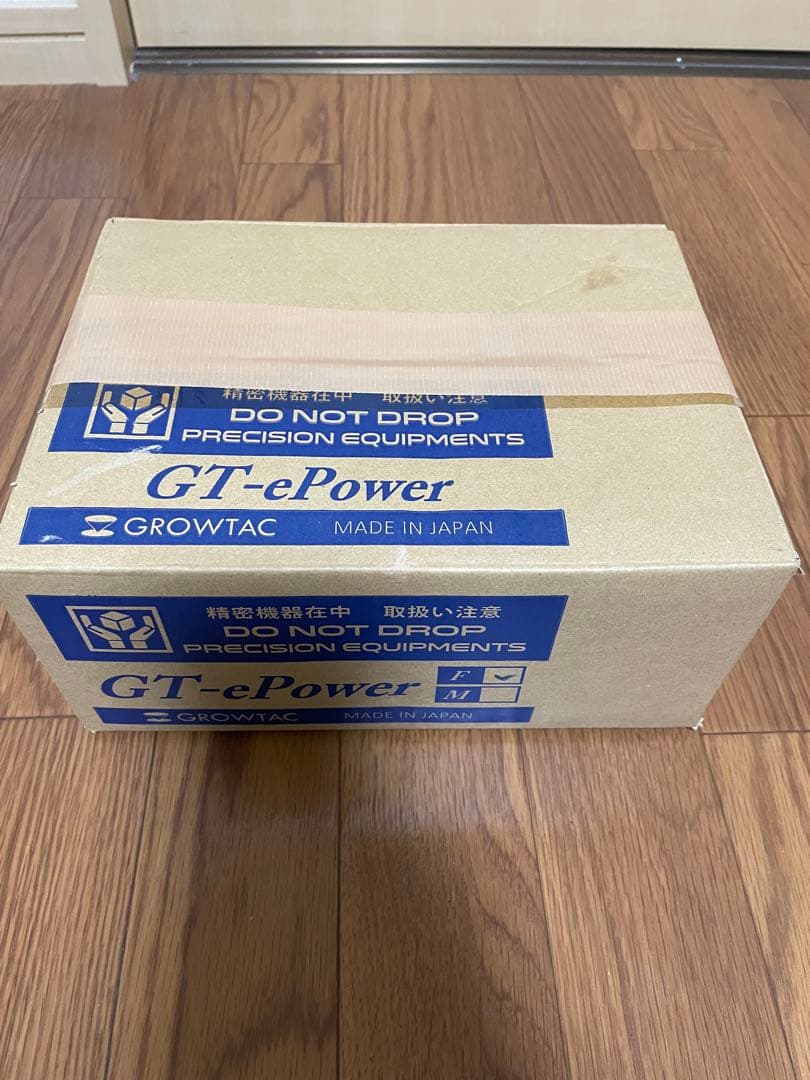 精密機器在中 取扱い注意
DO NOT DROP
PRECISION EQUIPMENTS
GT-ePower
GROWTAC MADE IN JAPAN
精密機器在中 取扱い注意
DO NOT DROP
PRECISION EQUIPMENTS
GT-ePower F
M
GROWTAC MADE IN JAPAN